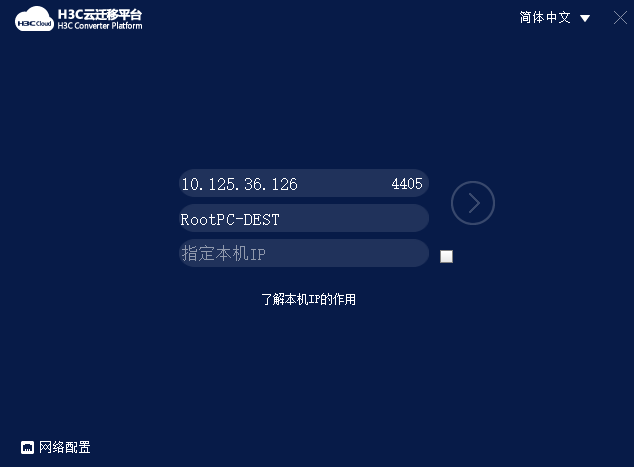 H3C云迁移平台
H3C Cloud
H3C Converter Platform
简体中文
10.125.36.126 4405
RootPC-DEST
指定本机IP
了解本机IP的作用
网络配置